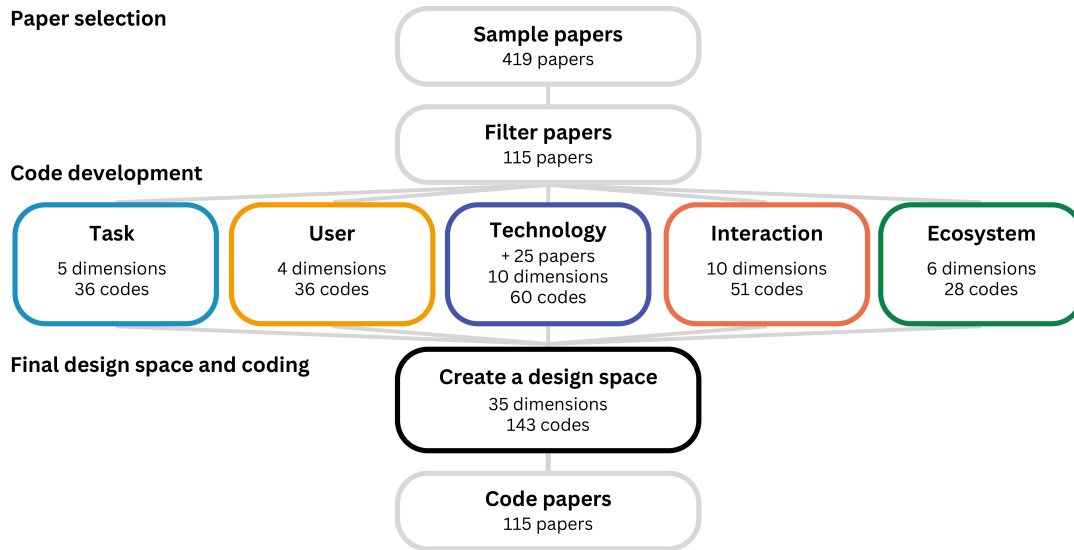 Paper selection
Sample papers
419 papers
Filter papers
115 papers
Code development
Task
5 dimensions
36 codes
User
4 dimensions
36 codes
Technology
+ 25 papers
10 dimensions
60 codes
Interaction
10 dimensions
51 codes
Ecosystem
6 dimensions
28 codes
Final design space and coding
Create a design space
35 dimensions
143 codes
Code papers
115 papers